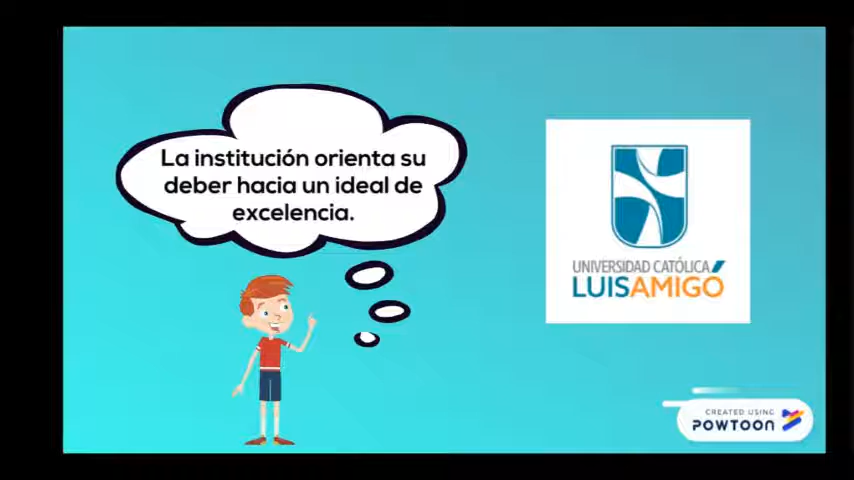 La institución orienta su
deber hacia un ideal de
excelencia.
UNIVERSIDAD CATÓLICA
LUISAMIGÓ
CREATED USING
POWTOON